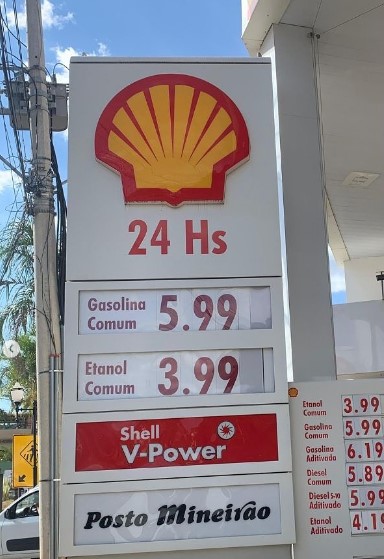 24 Hs
Gasolina
Comum
5.99
Etanol
Comum
3.99
Shell
V-Power
Posto Mineirão
Etanol
Comum
3.99
Gasolina
Comum
5.99
Gasolina
Aditivada
6.19
Diesel
Comum
5.89
Diesel S-10
Aditivado
5.99
Etanol
Aditivado
4.19